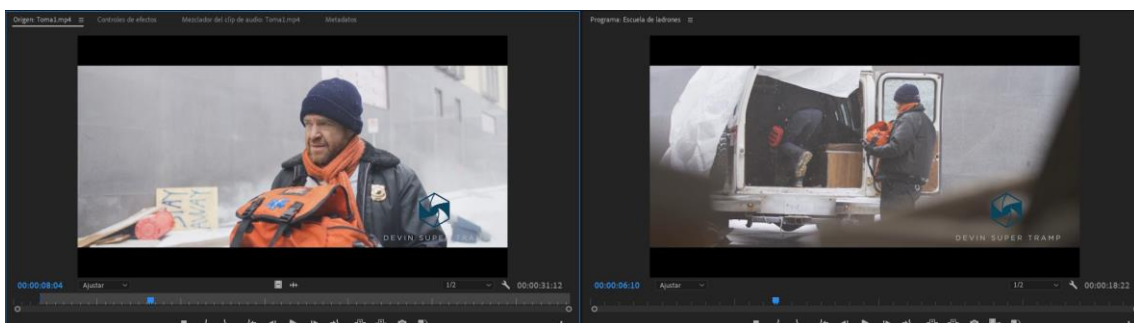 Origen: Toma1.mp4
Controles de efectos
Mezclador del clip de audio: Toma1.mp4
Metadatos
STAY
AWAY
DEVIN SUPER TRAMP
00:00:08:04
Ajustar
1/2
00:00:31:12
Programa: Escuela de ladrones
DEVIN SUPER TRAMP
00:00:06:10
Ajustar
1/2
00:00:18:22